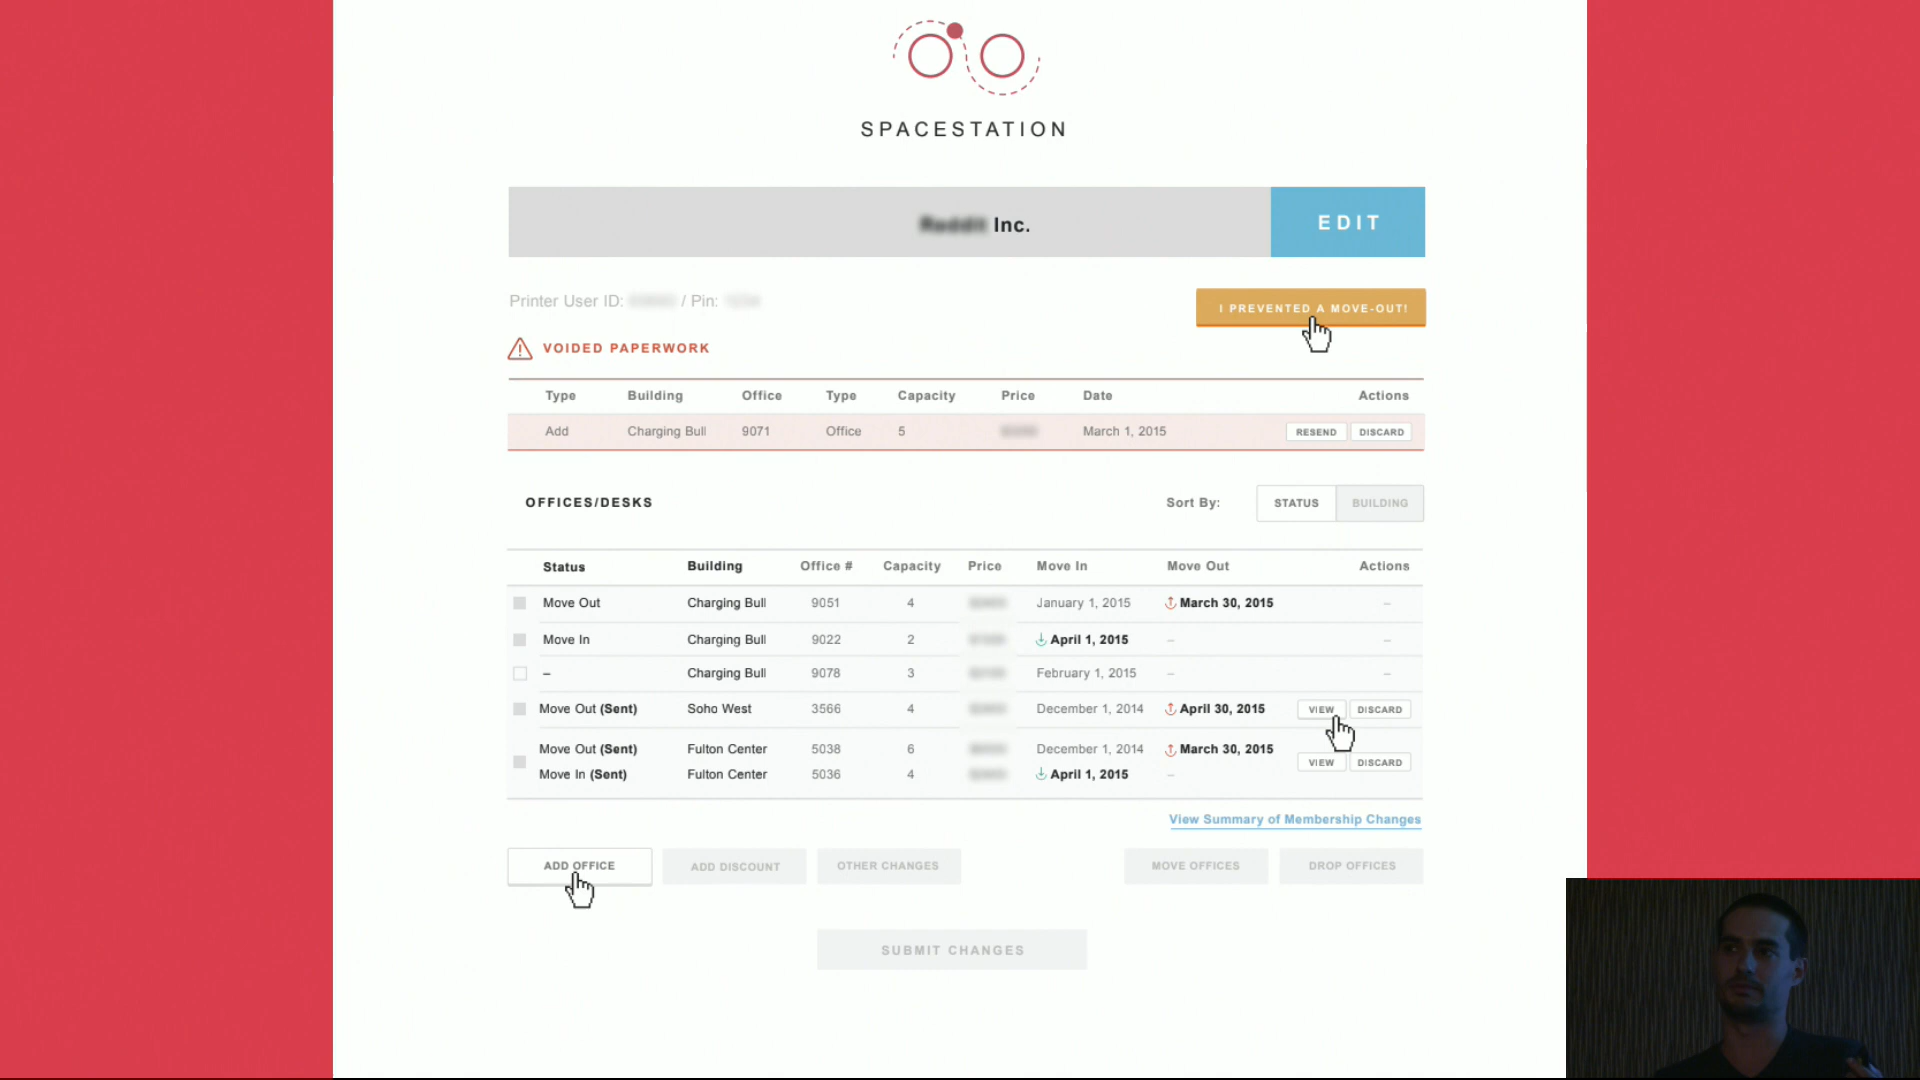 SPACESTATION
Inc.
EDIT
Printer User ID: / Pin:
I PREVENTED A MOVE-OUT!
VOIDED PAPERWORK
Type Building Office Type Capacity Price Date Actions
Add Charging Bull 9071 Office 5 March 1, 2015 RESEND DISCARD
OFFICES/DESKS Sort By: STATUS BUILDING
Status Building Office # Capacity Price Move In Move Out Actions
Move Out Charging Bull 9051 4 January 1, 2015 March 30, 2015 –
Move In Charging Bull 9022 2 April 1, 2015 – –
– Charging Bull 9078 3 February 1, 2015 – –
Move Out (Sent) Soho West 3566 4 December 1, 2014 April 30, 2015 VIEW DISCARD
Move Out (Sent) Fulton Center 5038 6 December 1, 2014 March 30, 2015
VIEW DISCARD
Move In (Sent) Fulton Center 5036 4 April 1, 2015 –
View Summary of Membership Changes
ADD OFFICE ADD DISCOUNT OTHER CHANGES MOVE OFFICES DROP OFFICES
SUBMIT CHANGES